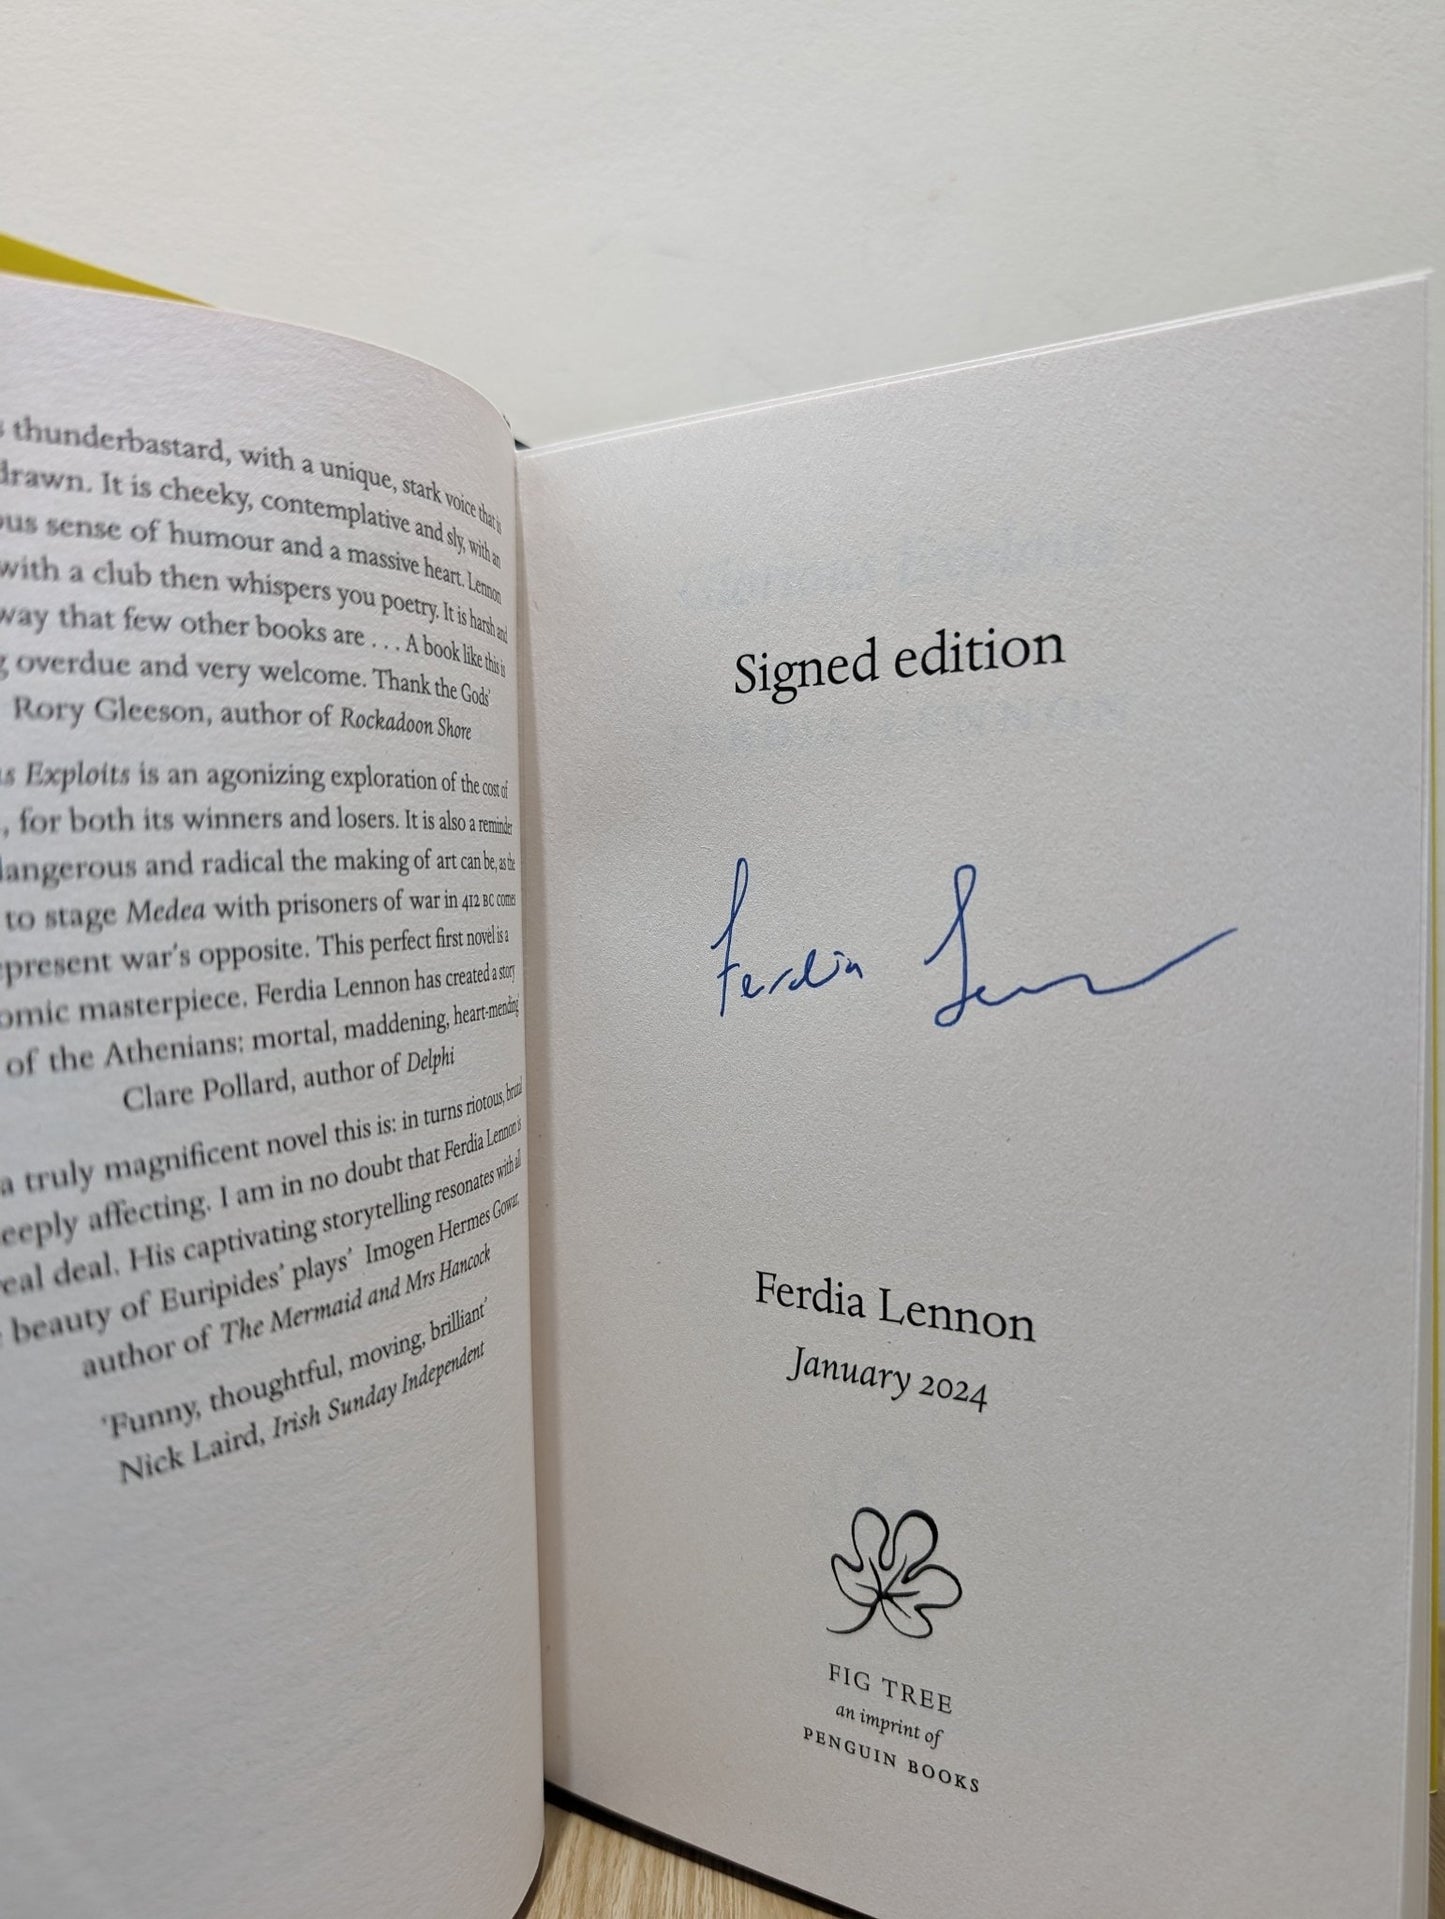 thunderbastard, with a unique, stark voice that is
drawn. It is cheeky, contemplative and sly, with an
sense of humour and a massive heart. Lennon
with a club then whispers you poetry. It is harsh and
way that few other books are . . . A book like this is
overdue and very welcome. Thank the Gods’
Rory Gleeson, author of Rockadoon Shore
Exploits is an agonizing exploration of the cost of
, for both its winners and losers. It is also a reminder
dangerous and radical the making of art can be, as the
to stage Medea with prisoners of war in 412 BC comes
present war’s opposite. This perfect first novel is a
omic masterpiece. Ferdia Lennon has created a story
of the Athenians: mortal, maddening, heart-mending’
Clare Pollard, author of Delphi
a truly magnificent novel this is: in turns riotous, brutal
eeply affecting. I am in no doubt that Ferdia Lennon is
real deal. His captivating storytelling resonates with all
beauty of Euripides’ plays’ Imogen Hermes Gowar,
author of The Mermaid and Mrs Hancock
‘Funny, thoughtful, moving, brilliant’
Nick Laird, Irish Sunday Independent
Signed edition
Ferdia Lennon
Ferdia Lennon
January 2024
FIG TREE
an imprint of
PENGUIN BOOKS